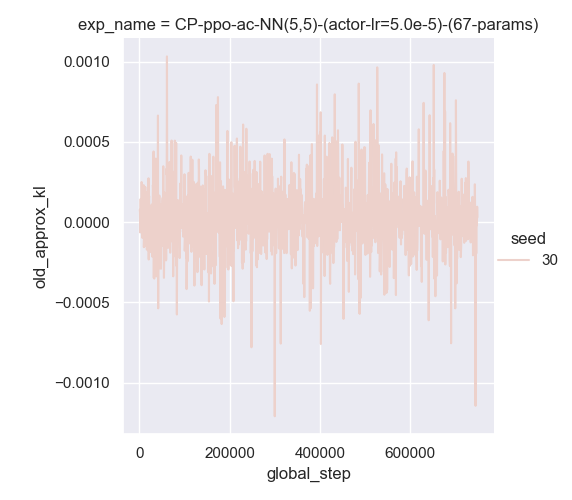 exp_name = CP-ppo-ac-NN(5,5)-(actor-lr=5.0e-5)-(67-params)
0.0010
0.0005
0.0000
−0.0005
−0.0010
old_approx_kl
seed
30
0
200000
400000
600000
global_step